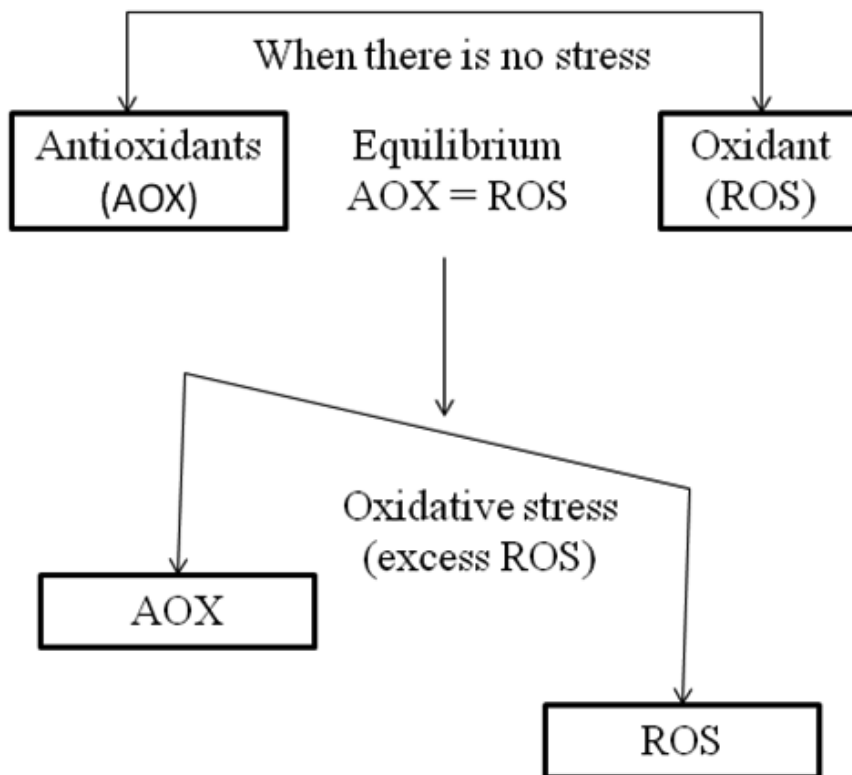 When there is no stress
Antioxidants
(AOX)
Equilibrium
AOX = ROS
Oxidant
(ROS)
Oxidative stress
(excess ROS)
AOX
ROS